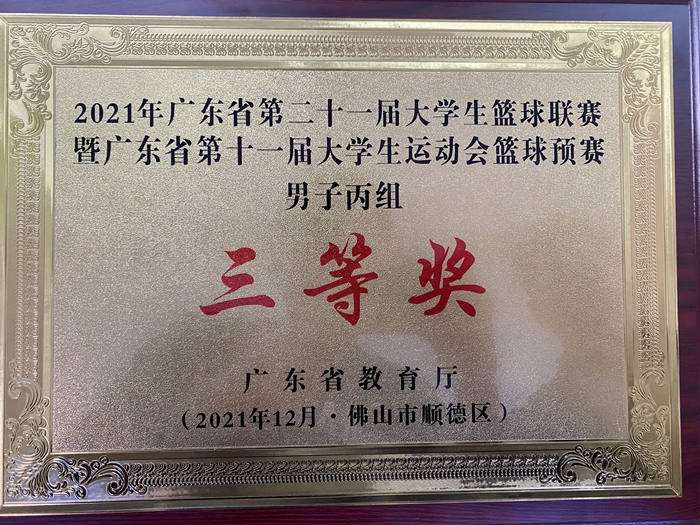 2021年广东省第二十一届大学生篮球联赛
暨广东省第十一届大学生运动会篮球预赛
男子丙组
三等奖
广东省教育厅
（2021年12月·佛山市顺德区）